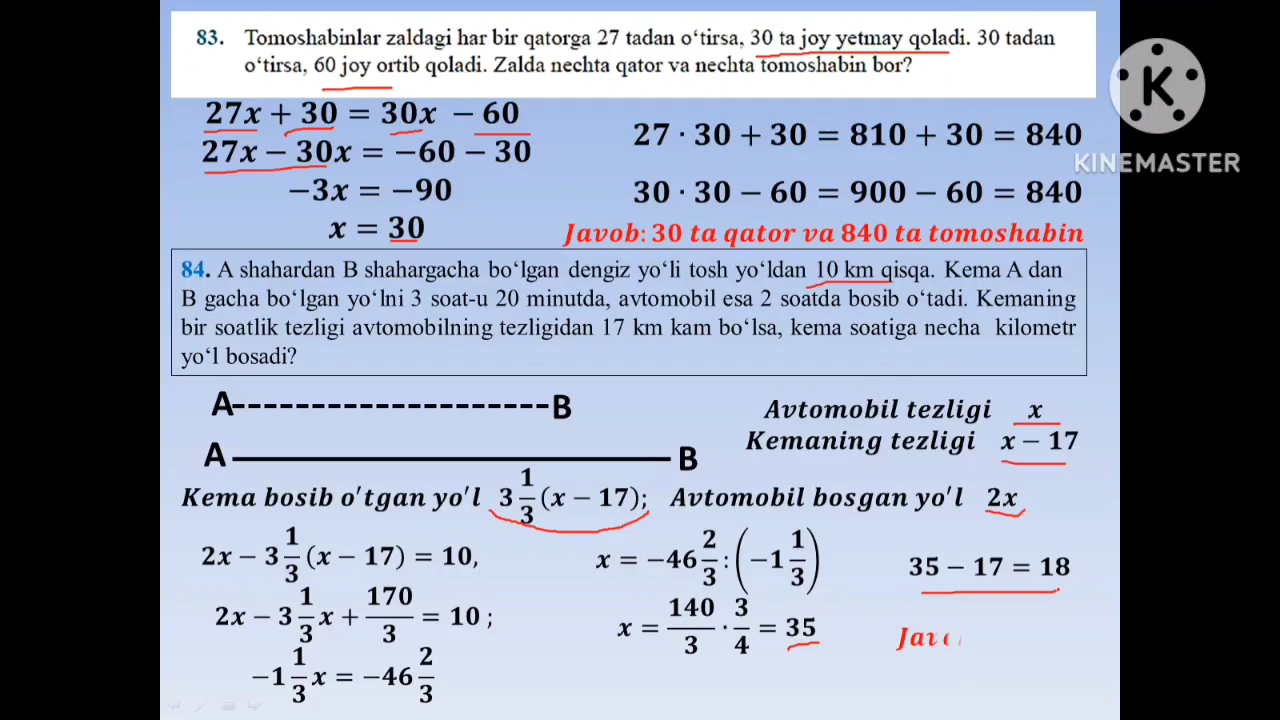 83. Tomoshabinlar zaldagi har bir qatorga 27 tadan o‘tirsa, 30 ta joy yetmay qoladi. 30 tadan
o‘tirsa, 60 joy ortib qoladi. Zalda nechta qator va nechta tomoshabin bor?
27x + 30 = 30x − 60
27x − 30x = −60 − 30
−3x = −90
x = 30
27 · 30 + 30 = 810 + 30 = 840
30 · 30 − 60 = 900 − 60 = 840
Javob: 30 ta qator va 840 ta tomoshabin
K
KINEMASTER
84. A shahardan B shahargacha bo‘lgan dengiz yo‘li tosh yo‘ldan 10 km qisqa. Kema A dan
B gacha bo‘lgan yo‘lni 3 soat-u 20 minutda, avtomobil esa 2 soatda bosib o‘tadi. Kemaning
bir soatlik tezligi avtomobilning tezligidan 17 km kam bo‘lsa, kema soatiga necha kilometr
yo‘l bosadi?
A B
A B
Avtomobil tezligi x
Kemaning tezligi x − 17
Kema bosib o'tgan yo'l 3 1/3 (x − 17); Avtomobil bosgan yo'l 2x
2x − 3 1/3 (x − 17) = 10,
2x − 3 1/3 x + 170/3 = 10 ;
−1 1/3 x = −46 2/3
x = −46 2/3 : (−1 1/3)
x = 140/3 · 3/4 = 35
35 − 17 = 18